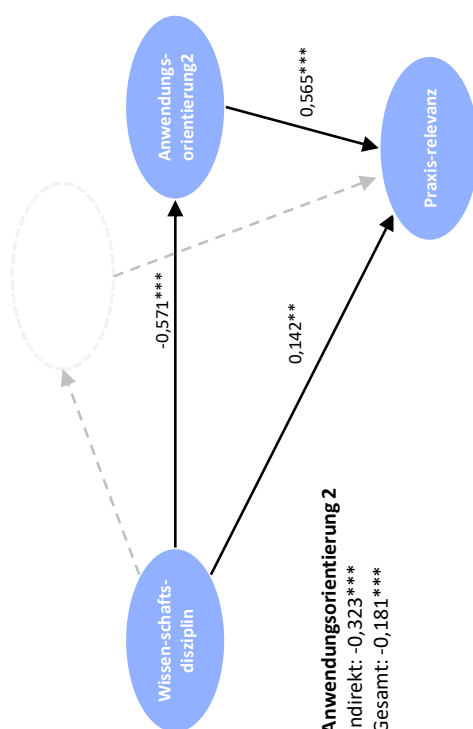 Wissen-schafts-
disziplin
Anwendungs-
orientierung2
Praxis-relevanz
-0,571***
0,565***
0,142**
Anwendungsorientierung 2
ndirekt: -0,323***
Gesamt: -0,181***